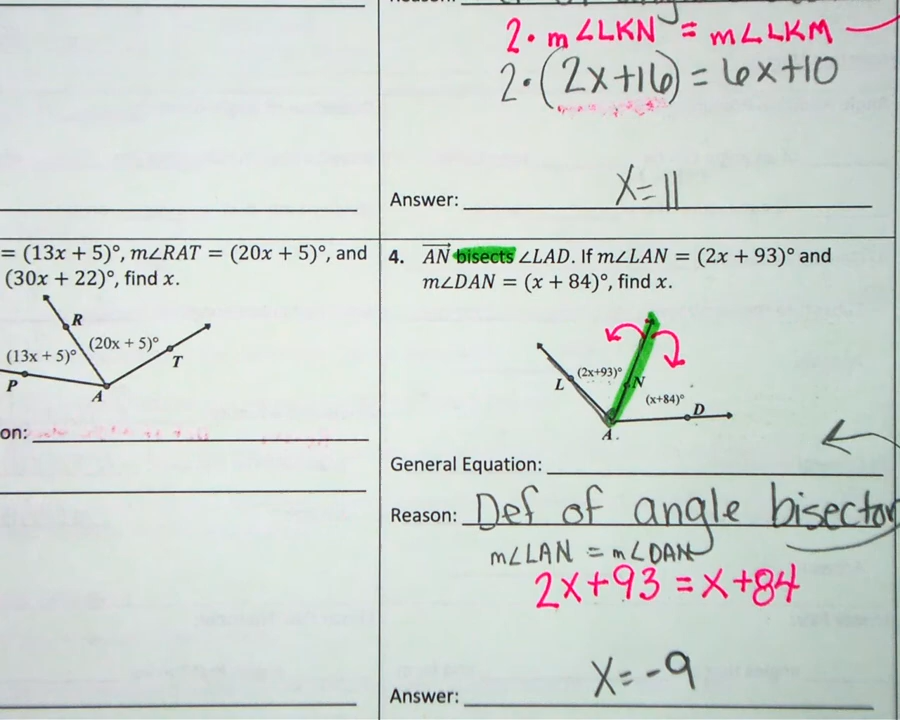 2 · m∠LKN = m∠LKM
2 · (2x+16) = 6x+10
Answer: x=11
= (13x + 5)°, m∠RAT = (20x + 5)°, and
(30x + 22)°, find x.
R
(13x + 5)°
(20x + 5)°
T
P
A
on:
4. AN bisects ∠LAD. If m∠LAN = (2x + 93)° and
m∠DAN = (x + 84)°, find x.
L
(2x+93)°
N
(x+84)°
D
A
General Equation:
Reason: Def of angle bisector
m∠LAN = m∠DAN
2x+93 = x+84
Answer: x=-9